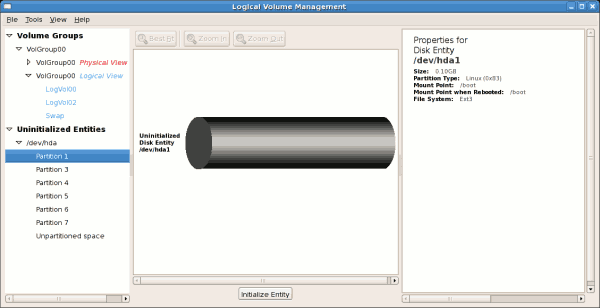 Logical Volume Management
File Tools View Help
Volume Groups
VolGroup00
VolGroup00 Physical View
VolGroup00 Logical View
LogVol00
LogVol02
Swap
Uninitialized Entities
/dev/hda
Partition 1
Partition 3
Partition 4
Partition 5
Partition 6
Partition 7
Unpartitioned space
Best Fit Zoom In Zoom Out
Uninitialized
Disk Entity
/dev/hda1
Initialize Entity
Properties for
Disk Entity
/dev/hda1
Size: 0.10GB
Partition Type: Linux (0x83)
Mount Point: /boot
Mount Point when Rebooted: /boot
File System: Ext3